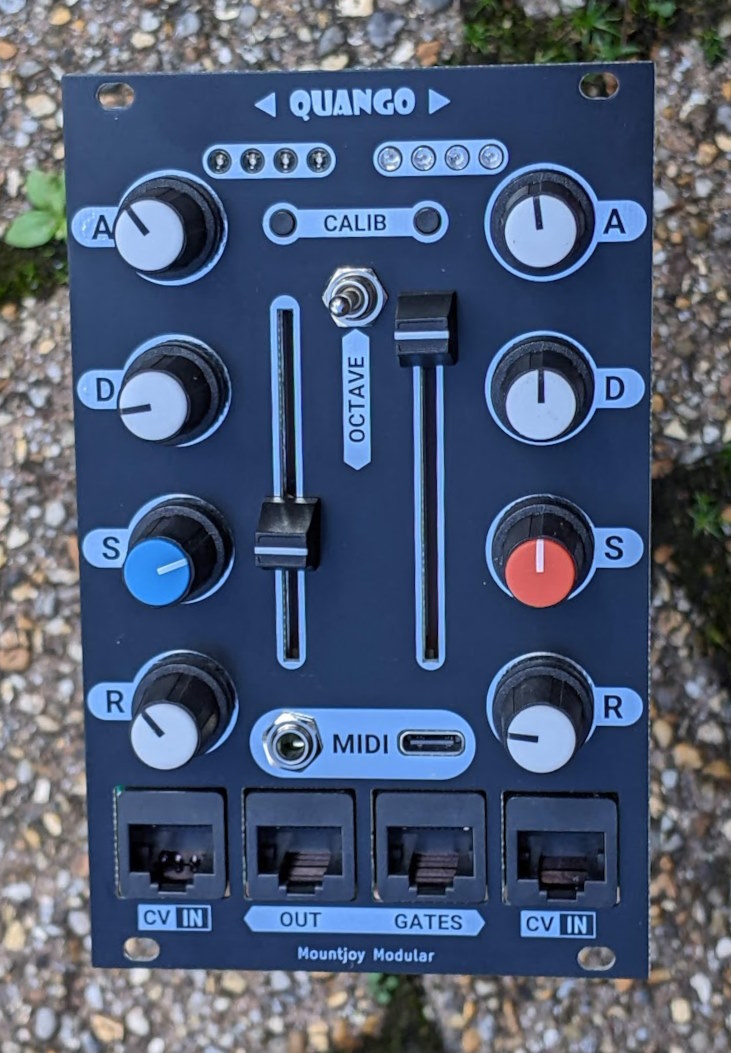 QUANGO
CALIB
A
A
OCTAVE
D
D
S
S
R
R
MIDI
CV IN
OUT
GATES
CV IN
Mountjoy Modular